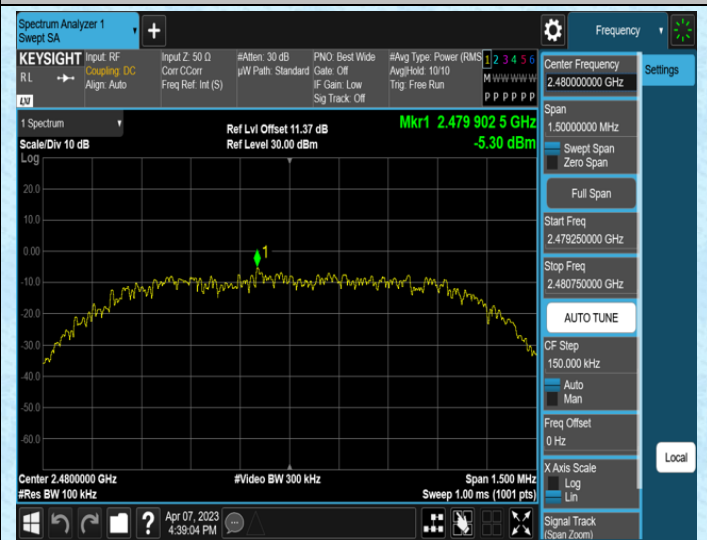 Spectrum Analyzer 1
Swept SA
+
Frequency
KEYSIGHT
RL
LXI
Input: RF
Coupling: DC
Align: Auto
Input Z: 50 Ω
Corr CCorr
Freq Ref: Int (S)
#Atten: 30 dB
µW Path: Standard
PNO: Best Wide
Gate: Off
IF Gain: Low
Sig Track: Off
#Avg Type: Power (RMS
Avg|Hold: 10/10
Trig: Free Run
1 2 3 4 5 6
M W W W W W
P P P P P P
1 Spectrum
Scale/Div 10 dB
Log
Ref Lvl Offset 11.37 dB
Ref Level 30.00 dBm
Mkr1 2.479 902 5 GHz
-5.30 dBm
20.0
10.0
0.00
-10.0
-20.0
-30.0
-40.0
-50.0
-60.0
1
Center 2.4800000 GHz
#Res BW 100 kHz
#Video BW 300 kHz
Span 1.500 MHz
Sweep 1.00 ms (1001 pts)
?
Apr 07, 2023
4:39:04 PM
Center Frequency
2.480000000 GHz
Span
1.50000000 MHz
Swept Span
Zero Span
Full Span
Start Freq
2.479250000 GHz
Stop Freq
2.480750000 GHz
AUTO TUNE
CF Step
150.000 kHz
Auto
Man
Freq Offset
0 Hz
X Axis Scale
Log
Lin
Signal Track
(Span Zoom)
Settings
Local